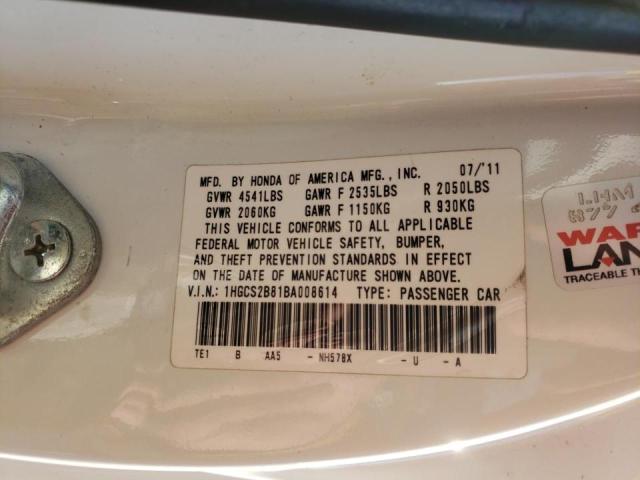 MFD. BY HONDA OF AMERICA MFG., INC. 07/'11
GVWR 4541LBS GAWR F 2535LBS R 2050LBS
GVWR 2060KG GAWR F 1150KG R 930KG
THIS VEHICLE CONFORMS TO ALL APPLICABLE
FEDERAL MOTOR VEHICLE SAFETY, BUMPER,
AND THEFT PREVENTION STANDARDS IN EFFECT
ON THE DATE OF MANUFACTURE SHOWN ABOVE.
V.I.N.: 1HGCS2B81BA008614 TYPE: PASSENGER CAR
TE1 B AA5 - NH578X - U - A
LAN
TRACEABLE